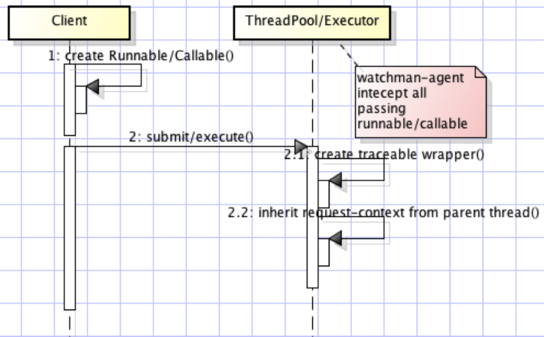 Client
ThreadPool/Executor
1: create Runnable/Callable()
watchman-agent
intecept all
passing
runnable/callable
2: submit/execute()
2.1: create traceable wrapper()
2.2: inherit request-context from parent thread()